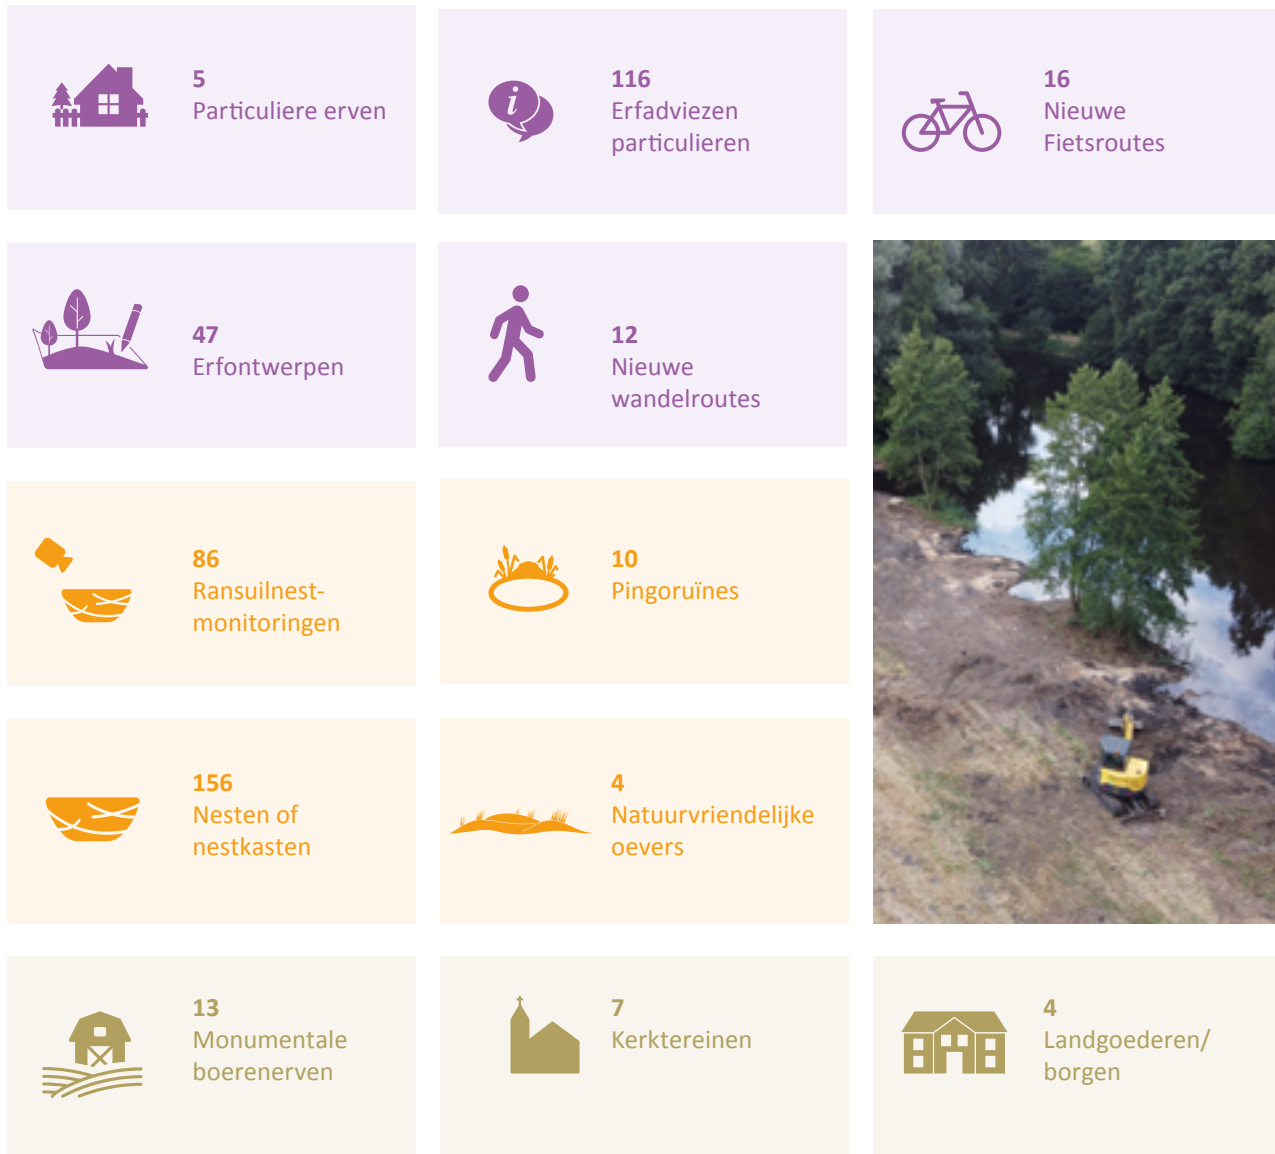 5
Particuliere erven
116
Erfadviezen
particulieren
16
Nieuwe
Fietsroutes
47
Erfontwerpen
12
Nieuwe
wandelroutes
86
Ransuilnest-
monitoringen
10
Pingoruïnes
156
Nesten of
nestkasten
4
Natuurvriendelijke
oevers
13
Monumentale
boerenerven
7
Kerktereinen
4
Landgoederen/
borgen